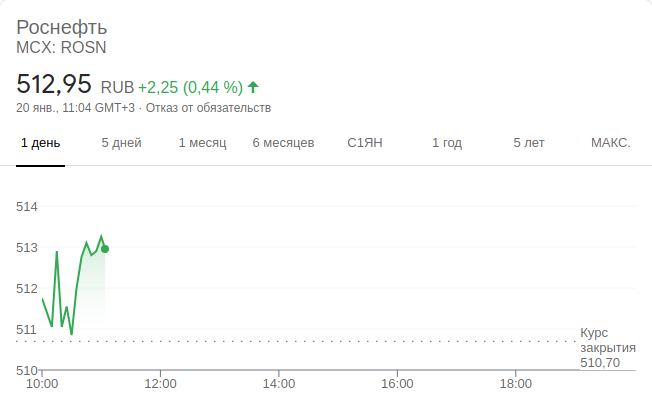 Роснефть
MCX: ROSN
512,95 RUB +2,25 (0,44 %)
20 янв., 11:04 GMT+3 · Отказ от обязательств
1 день 5 дней 1 месяц 6 месяцев С1ЯН 1 год 5 лет МАКС.
514
513
512
511
Курс
закрытия
510,70
510
10:00 12:00 14:00 16:00 18:00